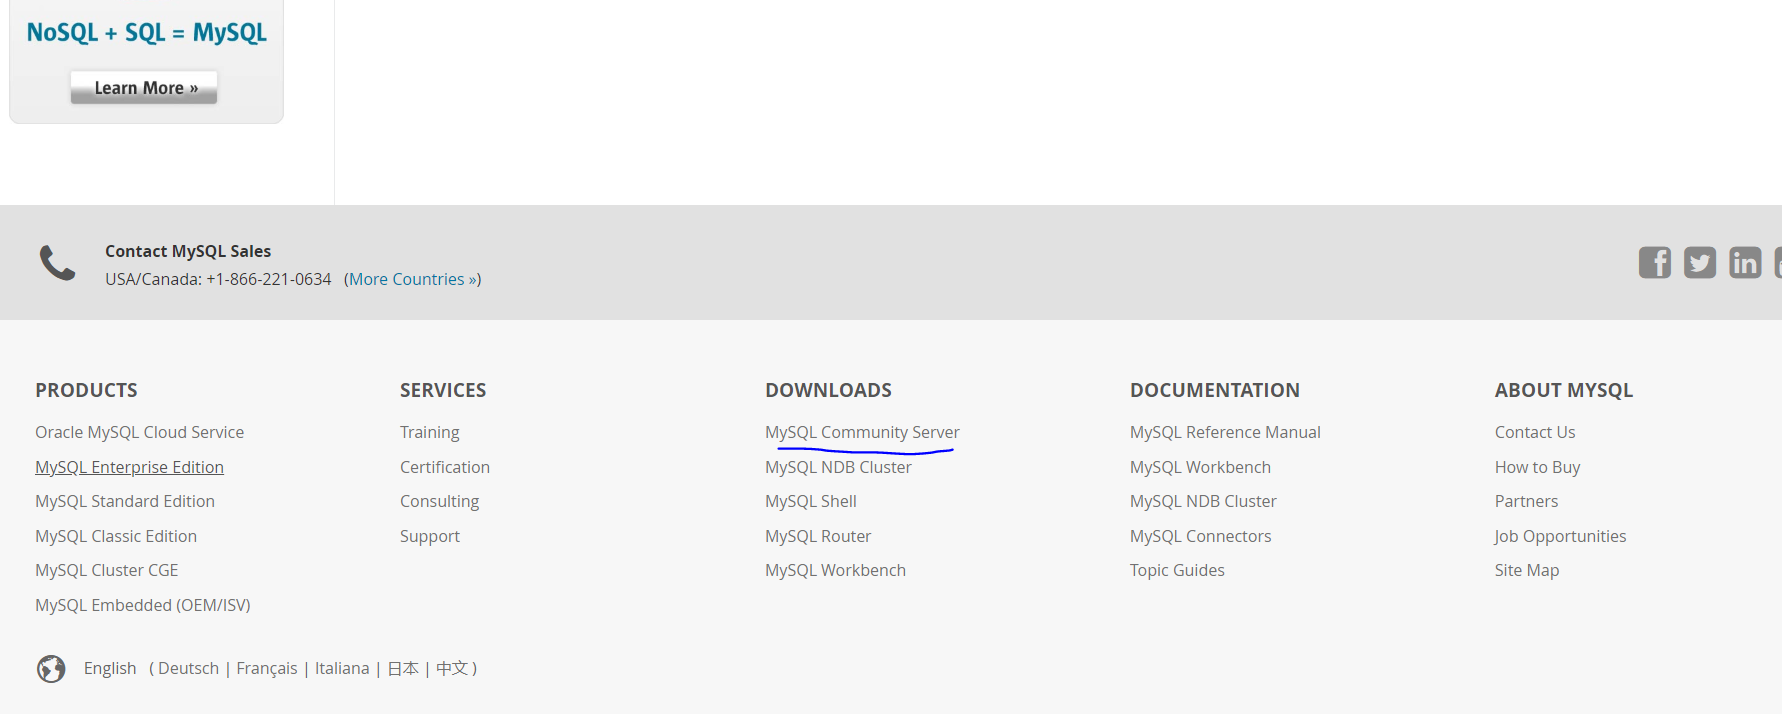 NoSQL + SQL = MySQL
Learn More »
Contact MySQL Sales
USA/Canada: +1-866-221-0634 (More Countries »)
PRODUCTS
Oracle MySQL Cloud Service
MySQL Enterprise Edition
MySQL Standard Edition
MySQL Classic Edition
MySQL Cluster CGE
MySQL Embedded (OEM/ISV)
SERVICES
Training
Certification
Consulting
Support
DOWNLOADS
MySQL Community Server
MySQL NDB Cluster
MySQL Shell
MySQL Router
MySQL Workbench
DOCUMENTATION
MySQL Reference Manual
MySQL Workbench
MySQL NDB Cluster
MySQL Connectors
Topic Guides
ABOUT MYSQL
Contact Us
How to Buy
Partners
Job Opportunities
Site Map
English ( Deutsch | Français | Italiana | 日本 | 中文 )